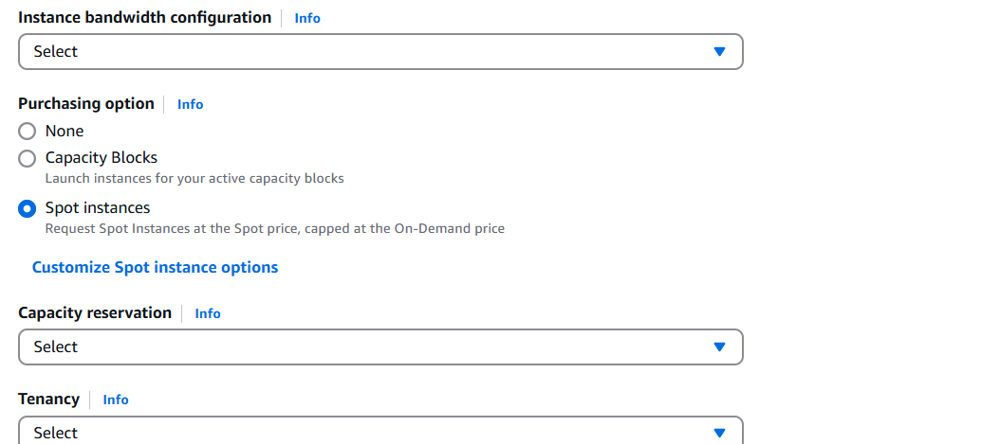 Instance bandwidth configuration Info
Select
Purchasing option Info
None
Capacity Blocks
Launch instances for your active capacity blocks
Spot instances
Request Spot Instances at the Spot price, capped at the On-Demand price
Customize Spot instance options
Capacity reservation Info
Select
Tenancy Info
Select